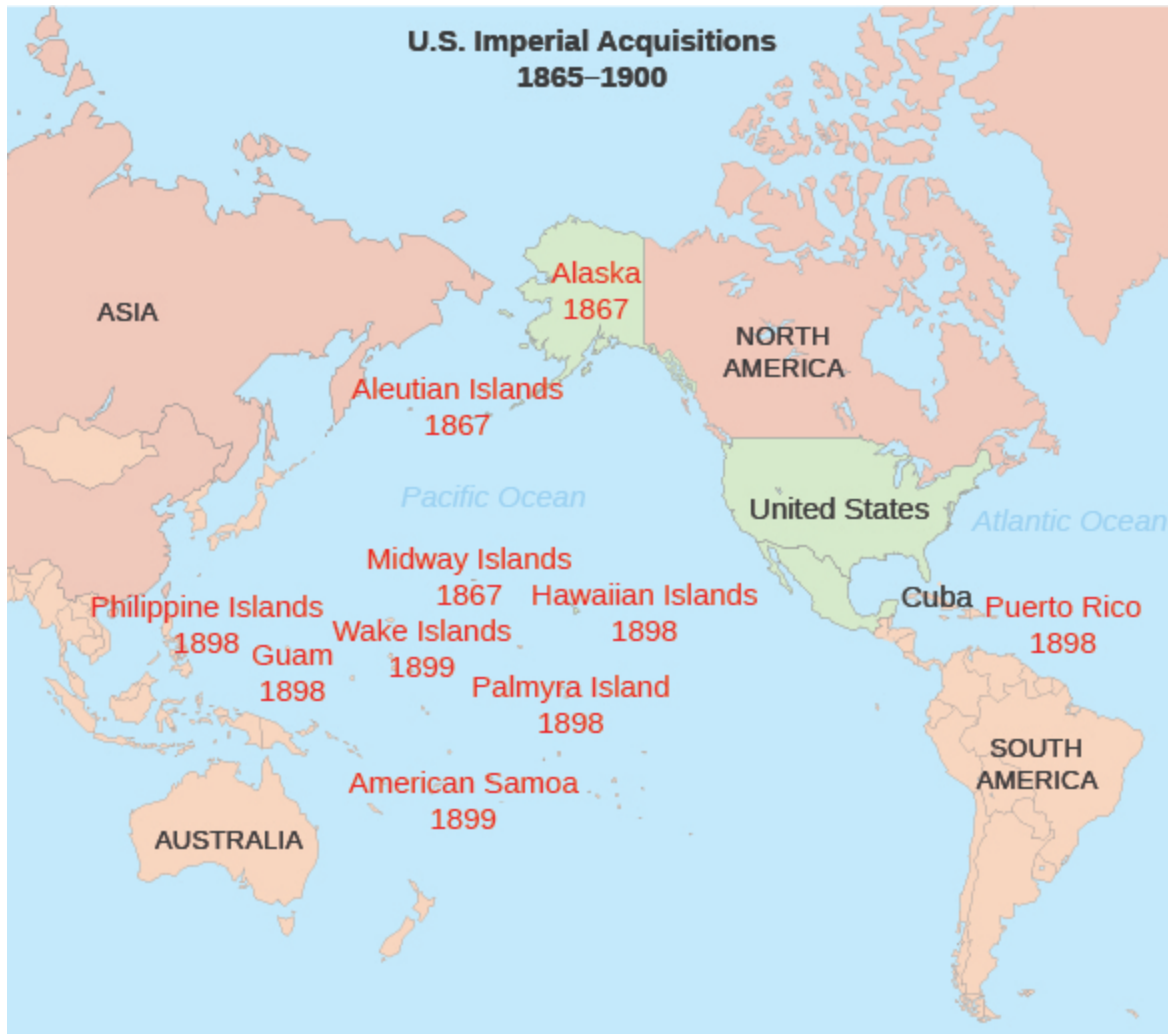 U.S. Imperial Acquisitions
1865–1900
Alaska
1867
ASIA
NORTH
AMERICA
Aleutian Islands
1867
Pacific Ocean
United States
Atlantic Ocean
Midway Islands
1867
Hawaiian Islands
1898
Cuba
Puerto Rico
1898
Philippine Islands
1898
Guam
1898
Wake Islands
1899
Palmyra Island
1898
SOUTH
AMERICA
American Samoa
1899
AUSTRALIA